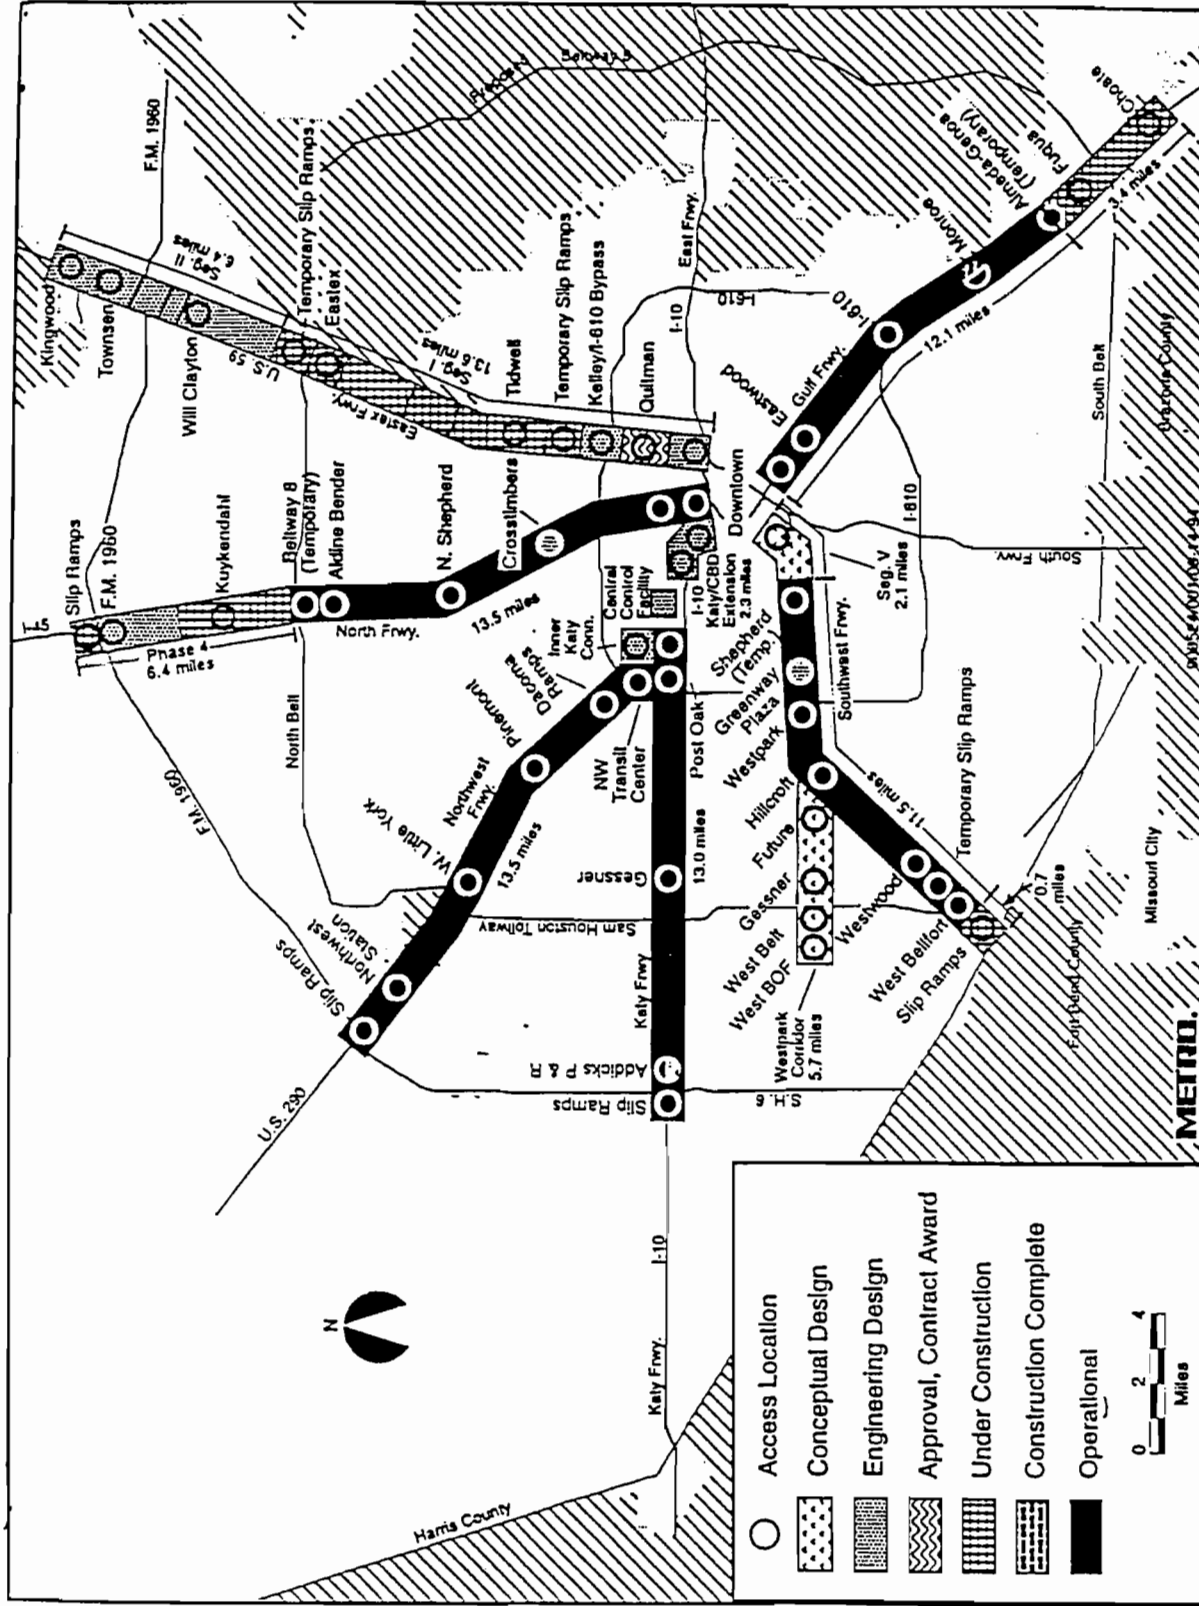 Kingwood
Townsen
Will Clayton
U.S. 59
Seg. II
6.4 miles
F.M. 1960
Temporary Slip Ramps
Eastex
Eastex Frwy.
Seg. I
13.6 miles
Tidwell
Temporary Slip Ramps
Kelley/I-610 Bypass
Quitman
Proposed
Beltway 8
East Frwy.
I-10
I-610
Slip Ramps
F.M. 1960
Kuykendahl
Beltway 8
(Temporary)
Aldine Bender
N. Shepherd
Crosstimbers
Downtown
I-45
Phase 4
6.4 miles
North Frwy.
13.5 miles
North Belt
F.M. 1960
Central
Control
Facility
I-10
Katy/CBD
Extension
2.3 miles
Inner
Katy
Conn.
Dacoma
Ramps
Pinemont
Northwest
Frwy.
W. Little York
13.5 miles
NW
Transit
Center
Post Oak
Northwest
Station
Slip Ramps
U.S. 290
Gessner
13.0 miles
Sam Houston Tollway
Katy Frwy
Addicks P & R
Slip Ramps
S.H. 6
I-10
Katy Frwy.
Harris County
Eastwood
Gulf Frwy.
I-610
Monroe
Almeda-Genoa
(Temporary)
Fuqua
Choate
12.1 miles
3.4 miles
South Belt
Brazoria County
I-610
South Frwy.
Seg. V
2.1 miles
Shepherd
(Temp.)
Greenway
Plaza
Westpark
Southwest Frwy.
Hillcroft
Future
Gessner
West Belt
West BOF
Westpark
Corridor
5.7 miles
11.5 miles
Westwood
West Bellfort
Slip Ramps
Temporary Slip Ramps
0.7
miles
Missouri City
Fort Bend County
METRO.
N
Access Location
Conceptual Design
Engineering Design
Approval, Contract Award
Under Construction
Construction Complete
Operational
0 2 4
Miles